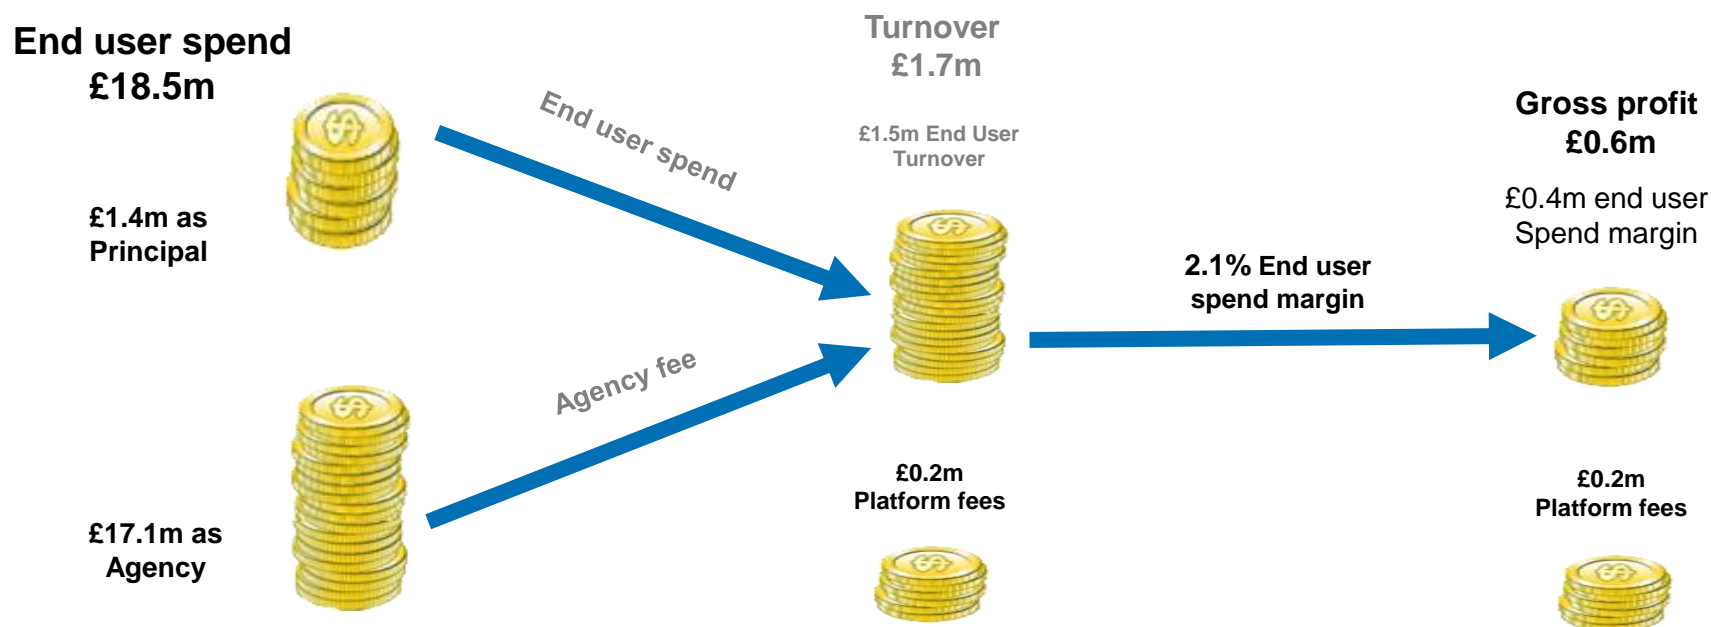 End user spend
£18.5m
£1.4m as
Principal
£17.1m as
Agency
End user spend
Agency fee
Turnover
£1.7m
£1.5m End User
Turnover
£0.2m
Platform fees
2.1% End user
spend margin
Gross profit
£0.6m
£0.4m end user
Spend margin
£0.2m
Platform fees